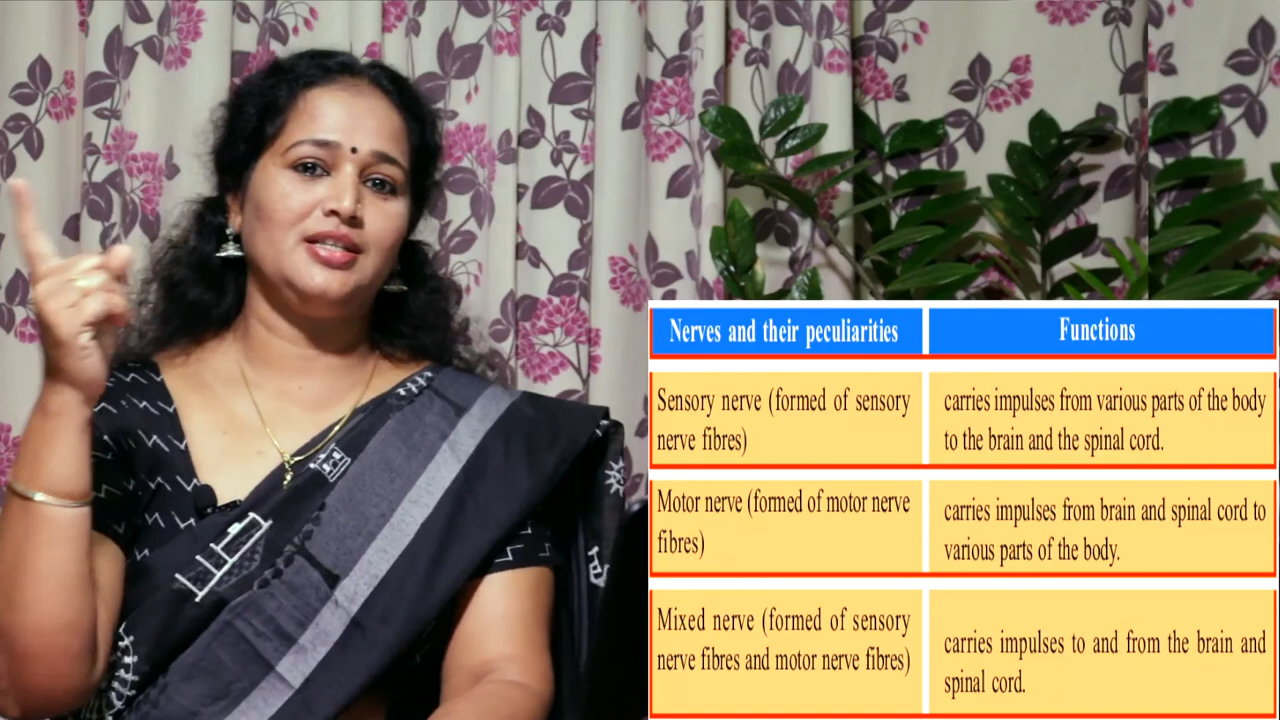 Nerves and their peculiarities
Functions
Sensory nerve (formed of sensory
nerve fibres)
carries impulses from various parts of the body
to the brain and the spinal cord.
Motor nerve (formed of motor nerve
fibres)
carries impulses from brain and spinal cord to
various parts of the body.
Mixed nerve (formed of sensory
nerve fibres and motor nerve fibres)
carries impulses to and from the brain and
spinal cord.